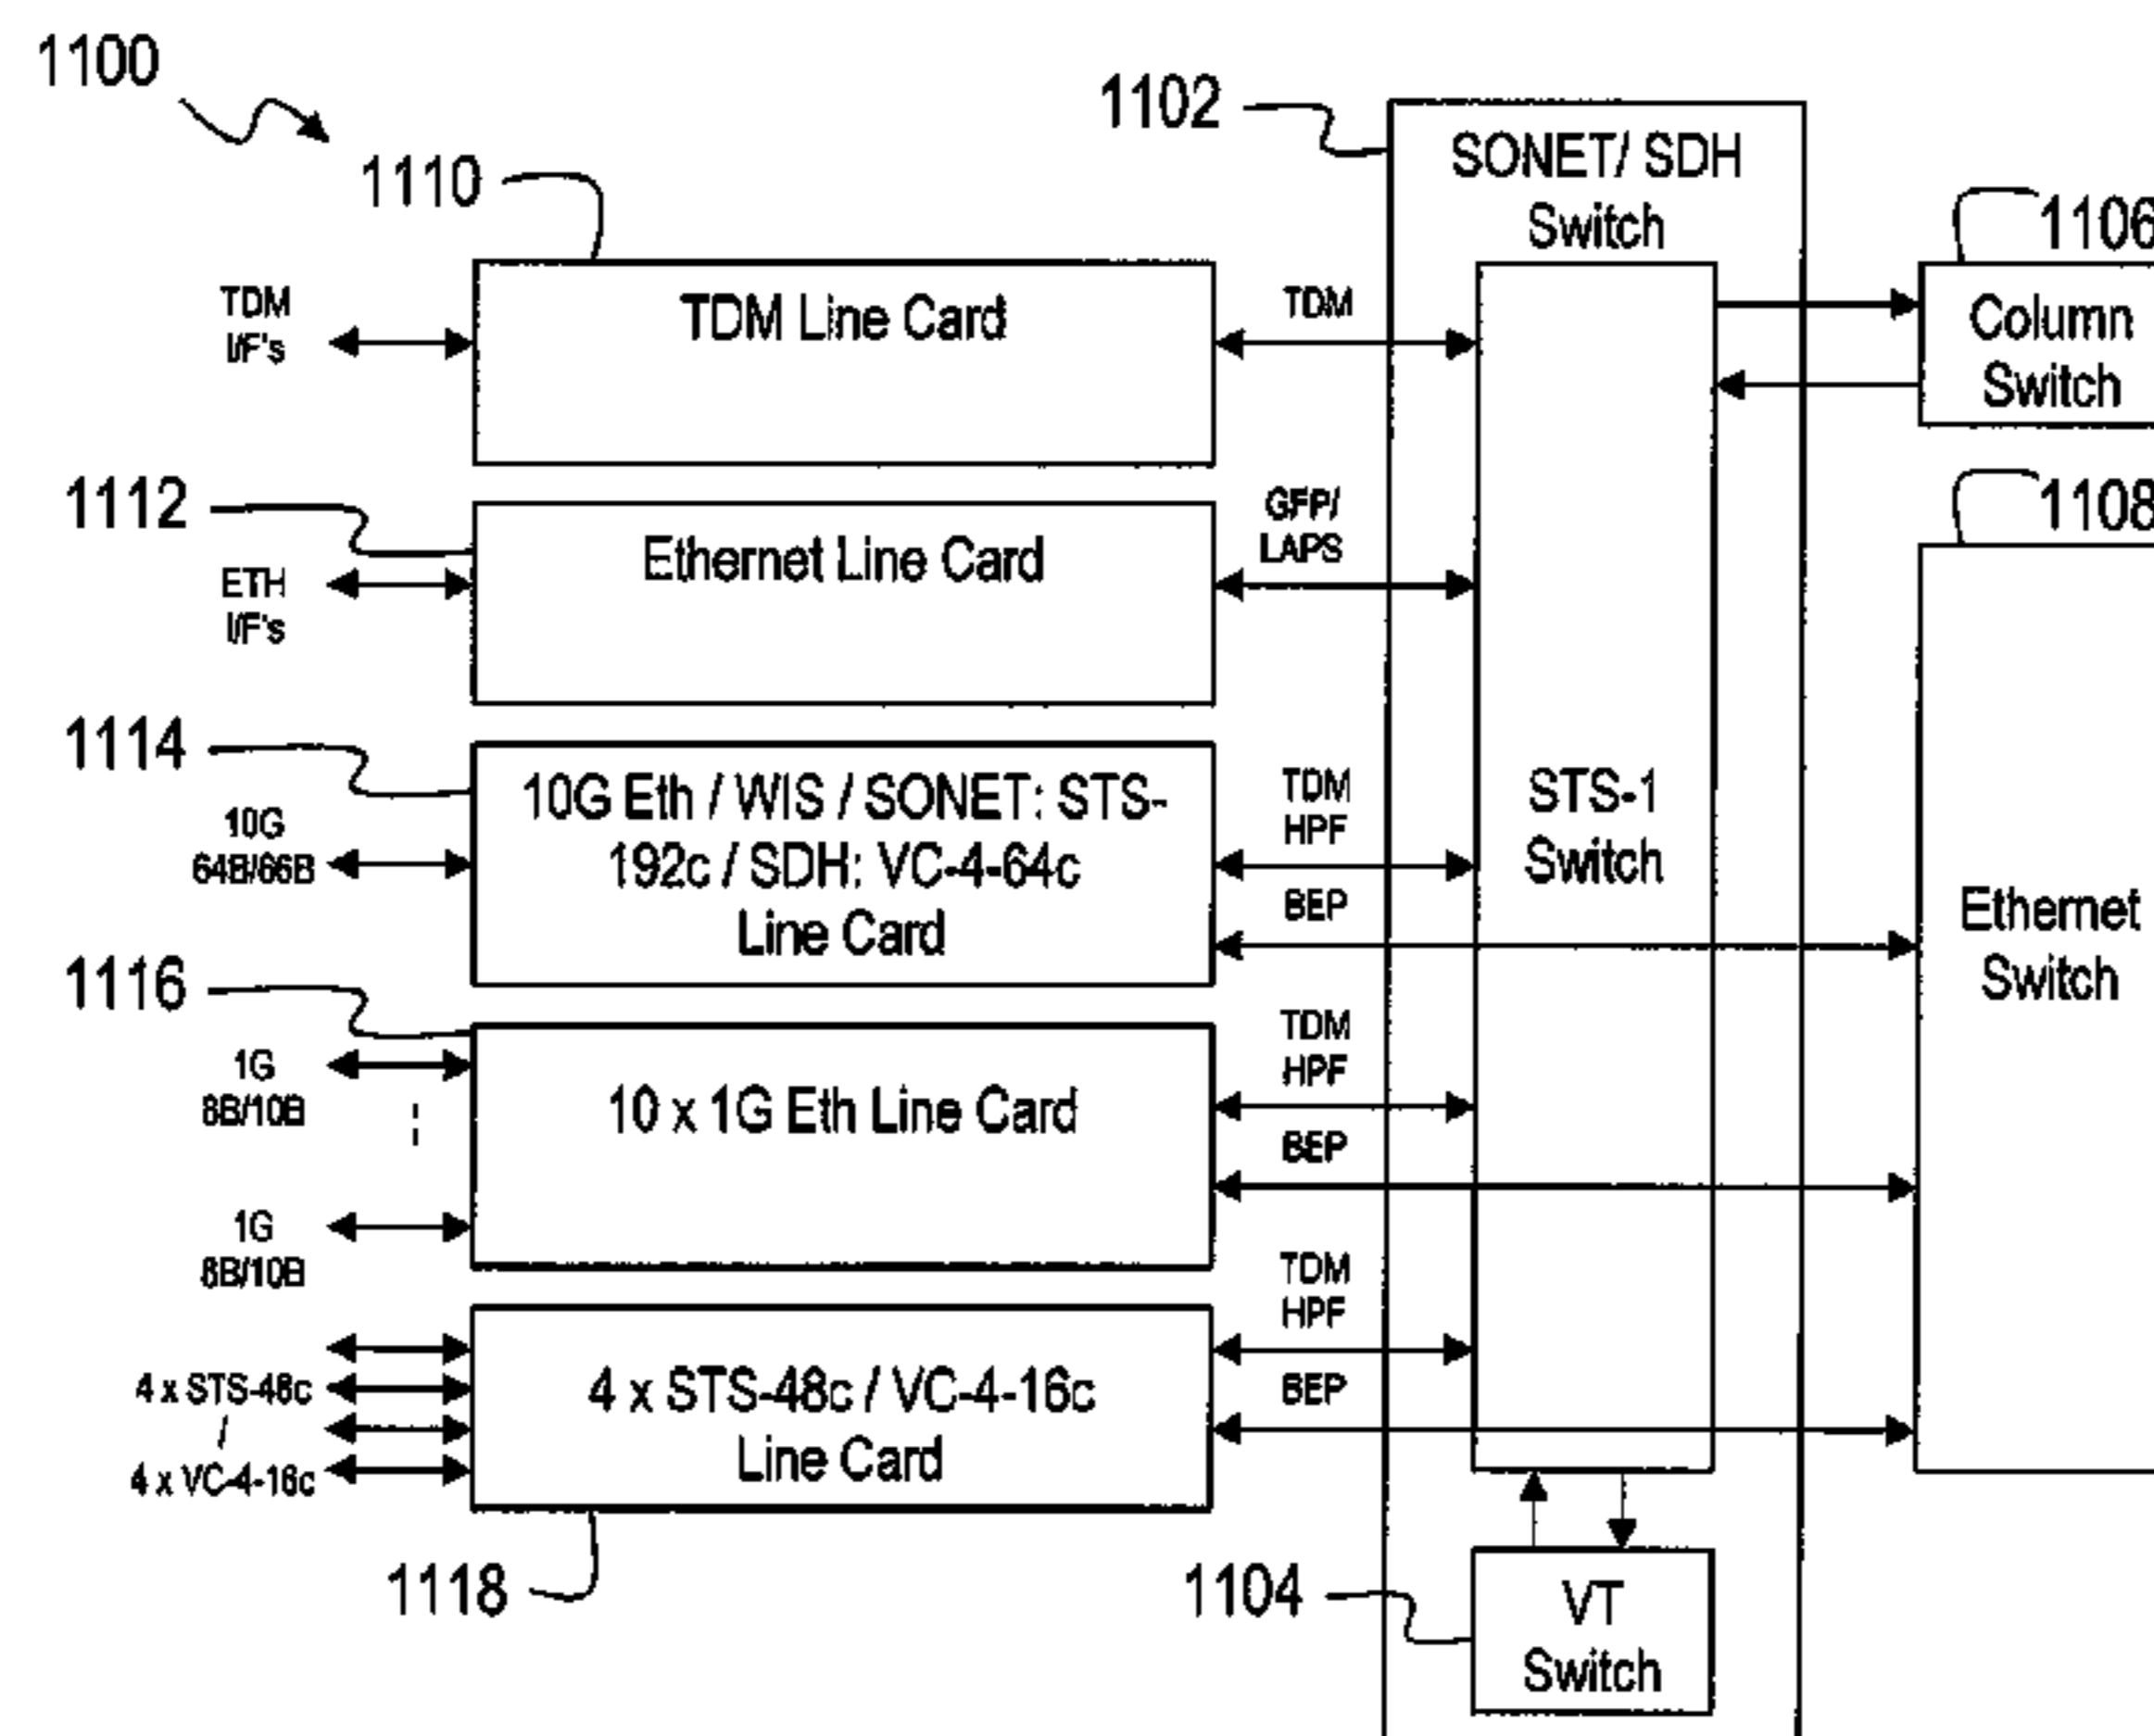 1100
1102
SONET/ SDH
Switch
1110
1106
TDM
I/F's
TDM Line Card
TDM
Column
Switch
1112
ETH
I/F's
Ethernet Line Card
GFP/
LAPS
1108
1114
10G
64B/66B
10G Eth / WIS / SONET: STS-
192c / SDH: VC-4-64c
Line Card
TDM
HPF
BEP
STS-1
Switch
Ethernet
Switch
1116
1G
8B/10B
1G
8B/10B
10 x 1G Eth Line Card
TDM
HPF
BEP
4 x STS-48c
/
4 x VC-4-16c
4 x STS-48c / VC-4-16c
Line Card
TDM
HPF
BEP
1118
1104
VT
Switch